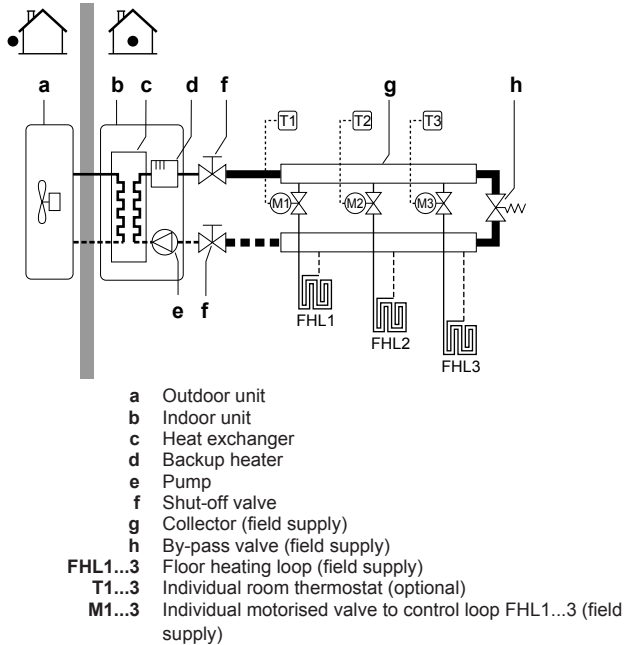 a b c d f g h
T1 T2 T3
M1 M2 M3
e f
FHL1
FHL2
FHL3
a Outdoor unit
b Indoor unit
c Heat exchanger
d Backup heater
e Pump
f Shut-off valve
g Collector (field supply)
h By-pass valve (field supply)
FHL1...3 Floor heating loop (field supply)
T1...3 Individual room thermostat (optional)
M1...3 Individual motorised valve to control loop FHL1...3 (field
supply)